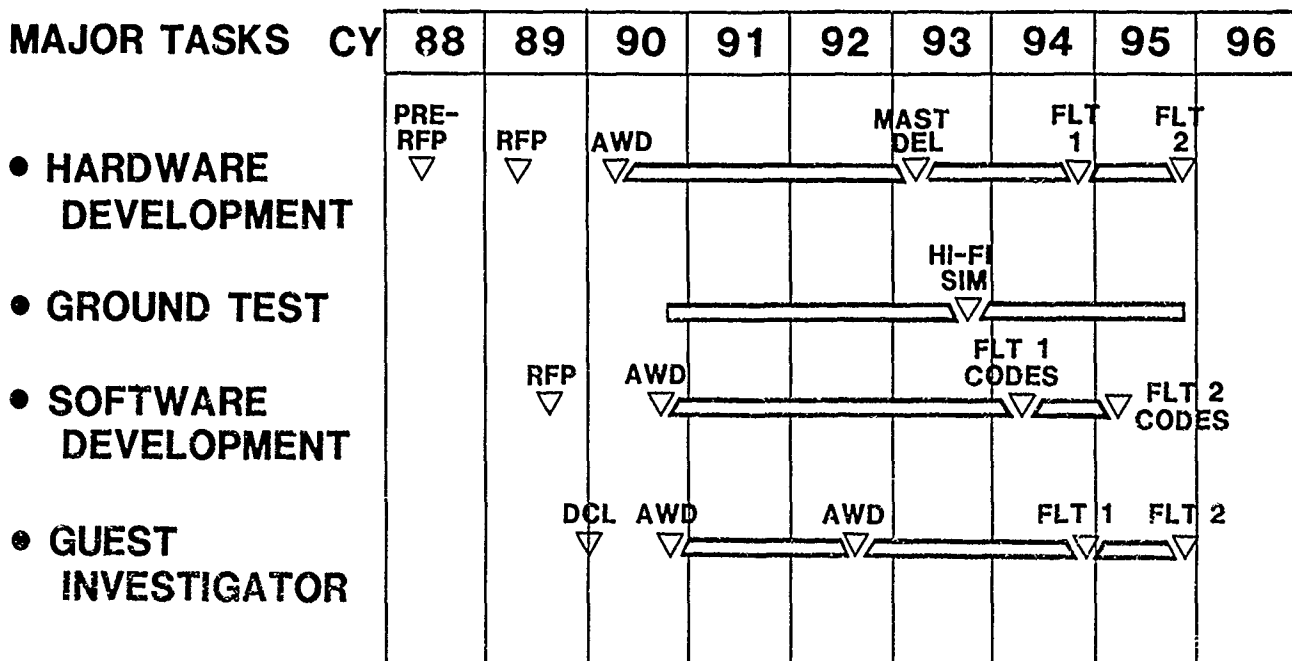 MAJOR TASKS CY 88 89 90 91 92 93 94 95 96
PRE-
RFP
RFP
AWD
MAST
DEL
FLT
1
FLT
2
• HARDWARE
DEVELOPMENT
HI-FI
SIM
• GROUND TEST
RFP
AWD
FLT 1
CODES
FLT 2
CODES
• SOFTWARE
DEVELOPMENT
DCL
AWD
AWD
FLT 1
FLT 2
• GUEST
INVESTIGATOR